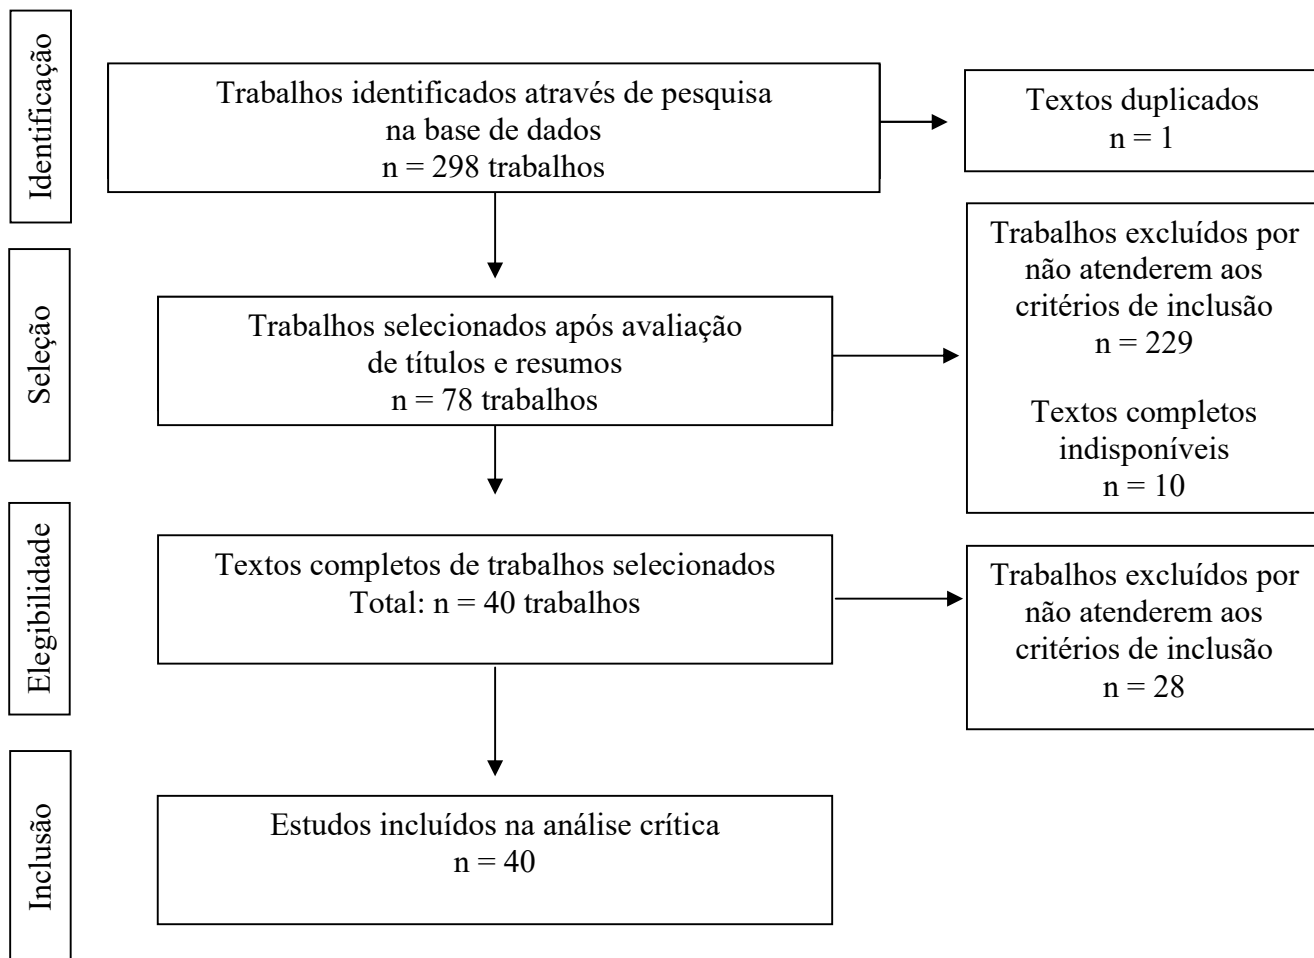 Identificação
Trabalhos identificados através de pesquisa
na base de dados
n = 298 trabalhos
Textos duplicados
n = 1
Seleção
Trabalhos selecionados após avaliação
de títulos e resumos
n = 78 trabalhos
Trabalhos excluídos por
não atenderem aos
critérios de inclusão
n = 229
Textos completos
indisponíveis
n = 10
Elegibilidade
Textos completos de trabalhos selecionados
Total: n = 40 trabalhos
Trabalhos excluídos por
não atenderem aos
critérios de inclusão
n = 28
Inclusão
Estudos incluídos na análise crítica
n = 40